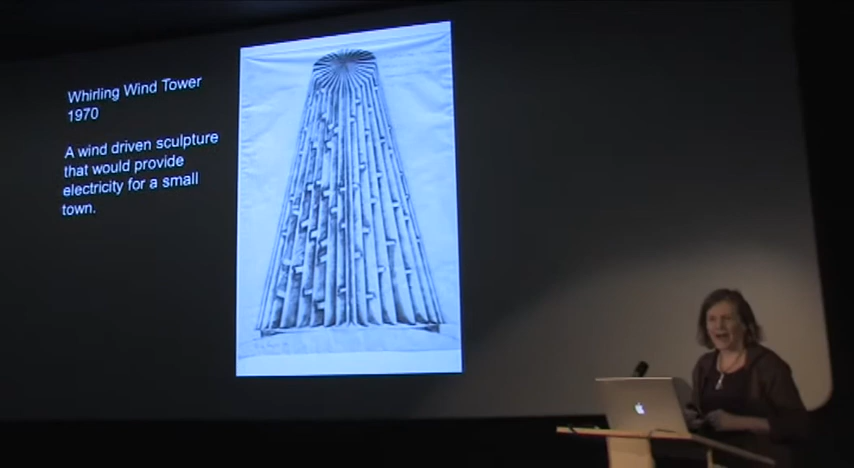 Whirling Wind Tower
1970
A wind driven sculpture
that would provide
electricity for a small
town.